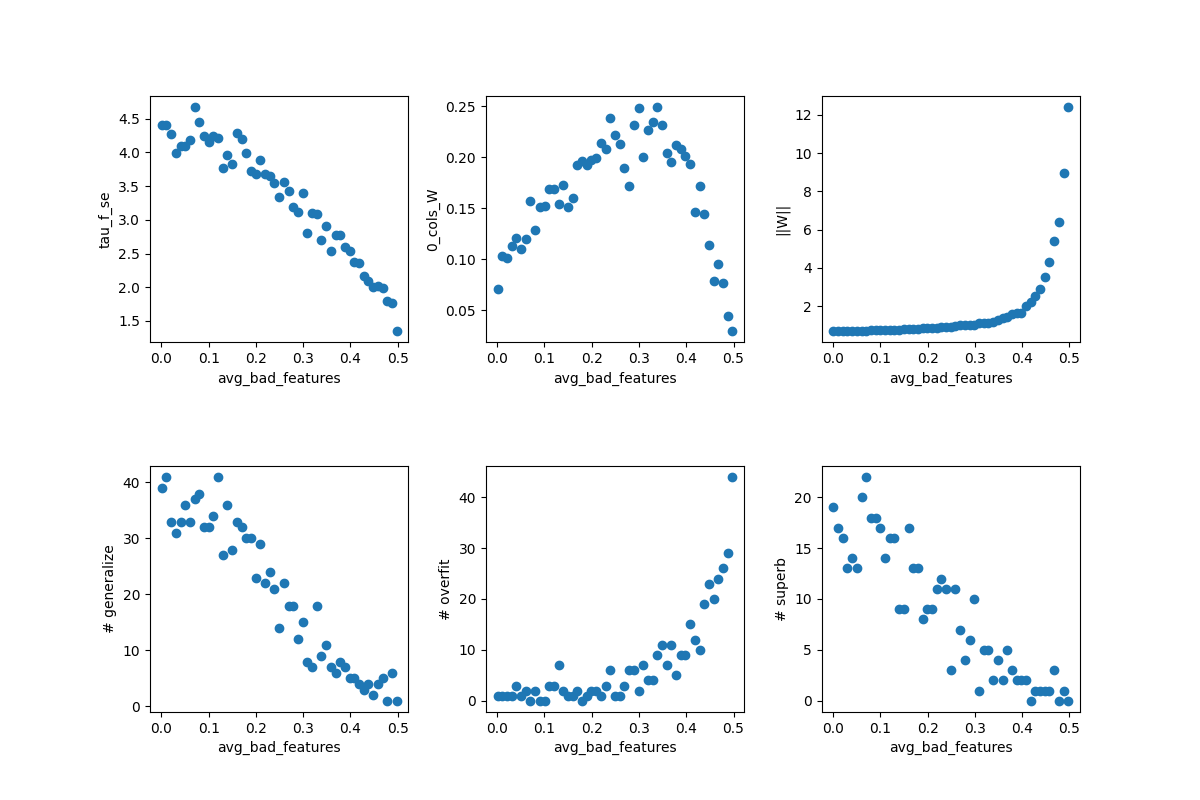 4.5
4.0
3.5
3.0
2.5
2.0
1.5
tau_f_se
0.0 0.1 0.2 0.3 0.4 0.5
avg_bad_features
0.25
0.20
0.15
0.10
0.05
0_cols_W
0.0 0.1 0.2 0.3 0.4 0.5
avg_bad_features
12
10
8
6
4
2
||W||
0.0 0.1 0.2 0.3 0.4 0.5
avg_bad_features
40
30
20
10
0
# generalize
0.0 0.1 0.2 0.3 0.4 0.5
avg_bad_features
40
30
20
10
0
# overfit
0.0 0.1 0.2 0.3 0.4 0.5
avg_bad_features
20
15
10
5
0
# superb
0.0 0.1 0.2 0.3 0.4 0.5
avg_bad_features